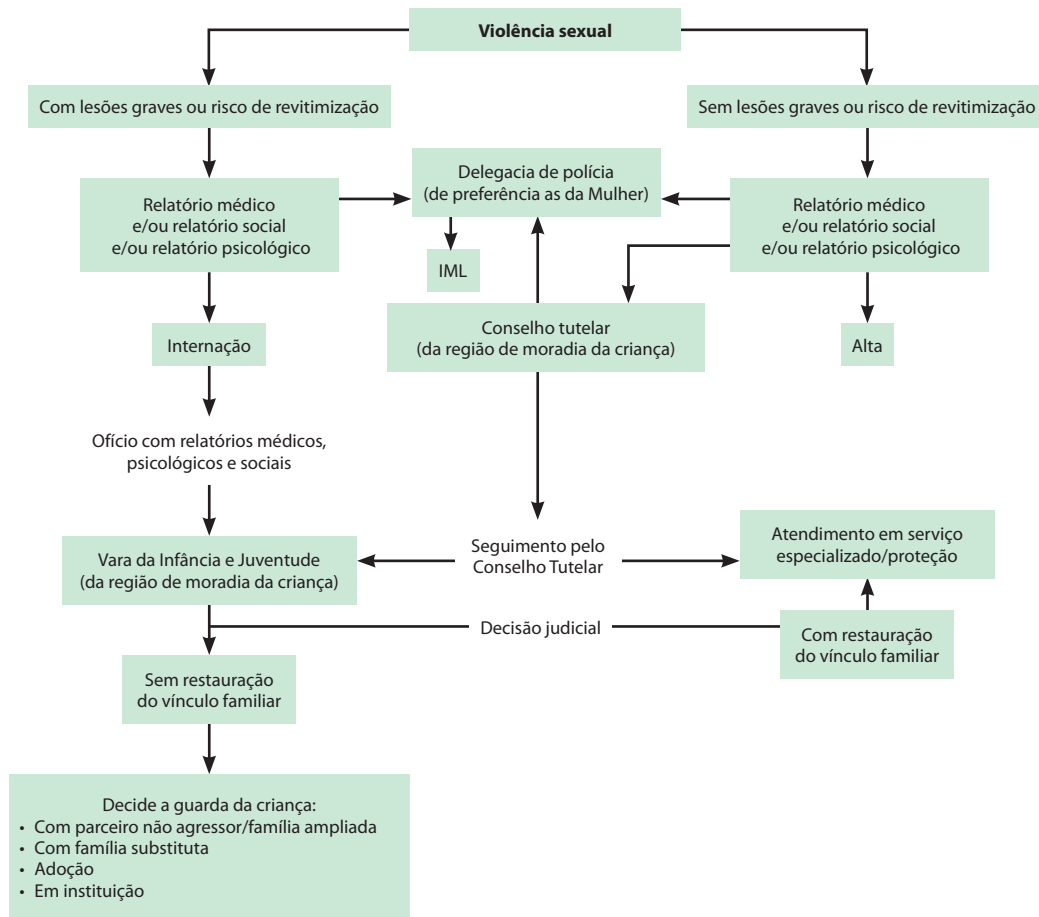 Violência sexual
Com lesões graves ou risco de revitimização
Sem lesões graves ou risco de revitimização
Delegacia de polícia
(de preferência as da Mulher)
Relatório médico
e/ou relatório social
e/ou relatório psicológico
Relatório médico
e/ou relatório social
e/ou relatório psicológico
IML
Internação
Conselho tutelar
(da região de moradia da criança)
Alta
Ofício com relatórios médicos,
psicológicos e sociais
Vara da Infância e Juventude
(da região de moradia da criança)
Seguimento pelo
Conselho Tutelar
Atendimento em serviço
especializado/proteção
Decisão judicial
Com restauração
do vínculo familiar
Sem restauração
do vínculo familiar
Decide a guarda da criança:
• Com parceiro não agressor/família ampliada
• Com família substituta
• Adoção
• Em instituição